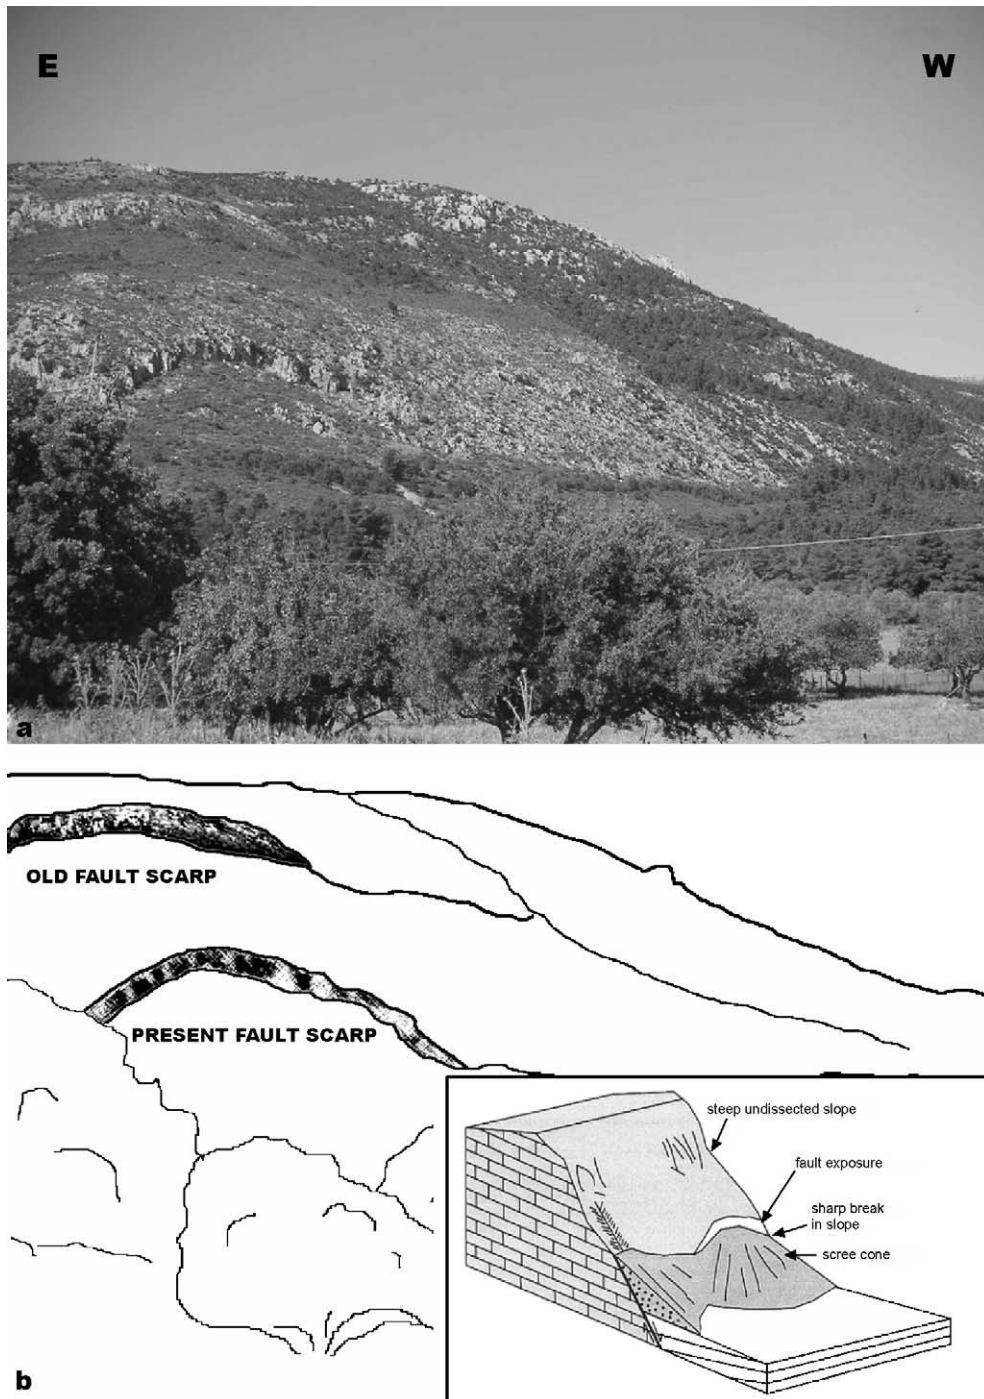 E
W
a
OLD FAULT SCARP
PRESENT FAULT SCARP
steep undissected slope
fault exposure
sharp break
in slope
scree cone
b